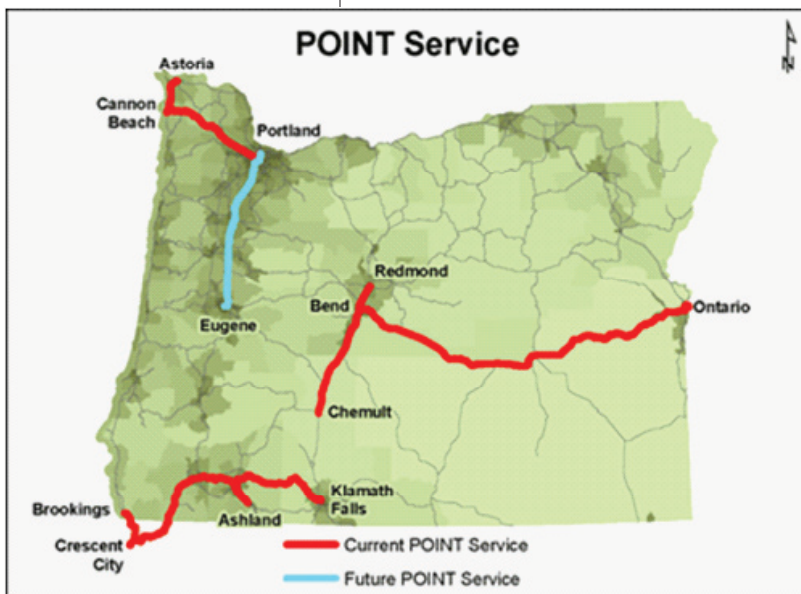 POINT Service
N
Astoria
Cannon
Beach
Portland
Redmond
Bend
Ontario
Eugene
Chemult
Klamath
Falls
Brookings
Ashland
Crescent
City
Current POINT Service
Future POINT Service